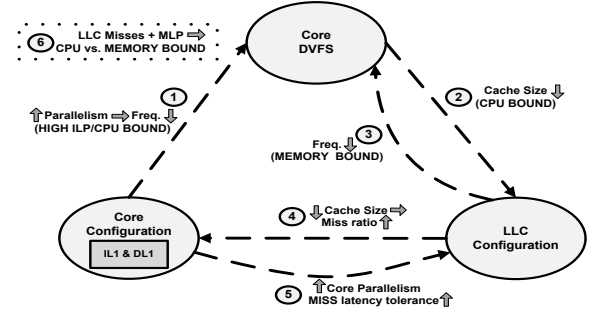 6 LLC Misses + MLP ⇨
CPU vs. MEMORY BOUND
Core
DVFS
1
⇧Parallelism ⇨ Freq. ⇩
(HIGH ILP/CPU BOUND)
2
Cache Size ⇩
(CPU BOUND)
3
Freq.⇩
(MEMORY BOUND)
Core
Configuration
IL1 & DL1
4
⇩ Cache Size ⇨
Miss ratio ⇧
LLC
Configuration
5
⇧ Core Parallelism
MISS latency tolerance ⇧